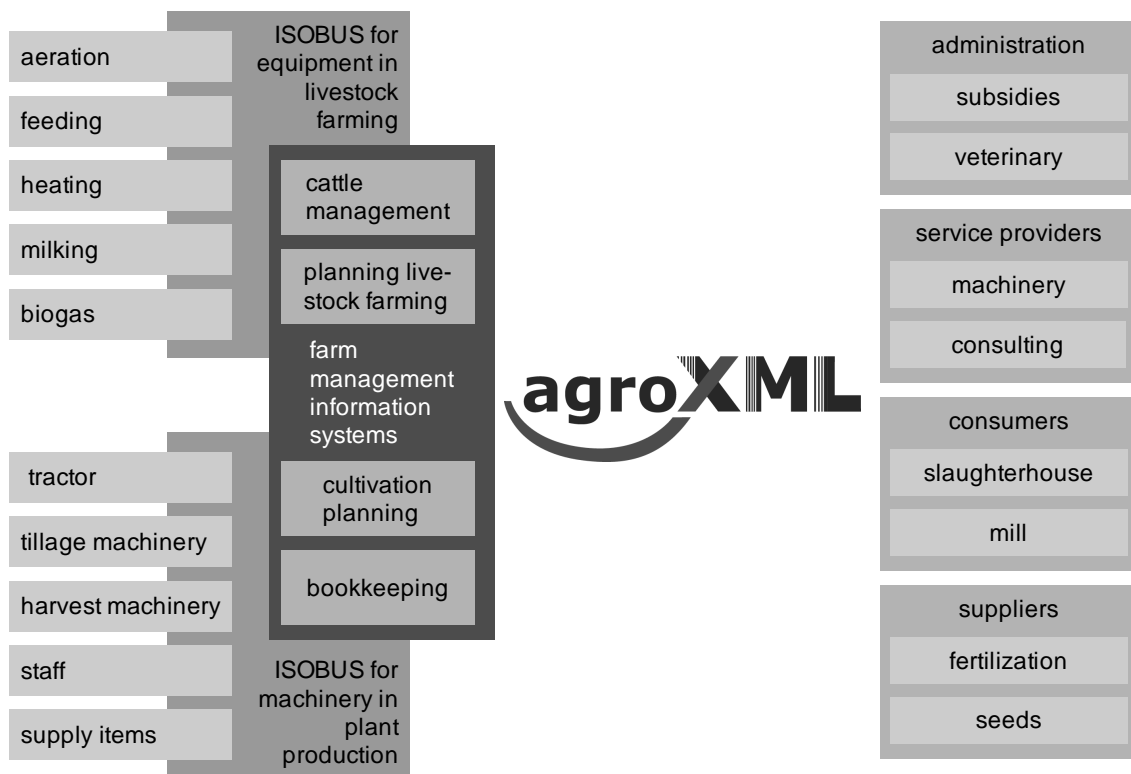 aeration
feeding
heating
milking
biogas
ISOBUS for
equipment in
livestock
farming
cattle
management
planning live-
stock farming
farm
management
information
systems
cultivation
planning
bookkeeping
tractor
tillage machinery
harvest machinery
staff
supply items
ISOBUS for
machinery in
plant
production
agroXML
administration
subsidies
veterinary
service providers
machinery
consulting
consumers
slaughterhouse
mill
suppliers
fertilization
seeds